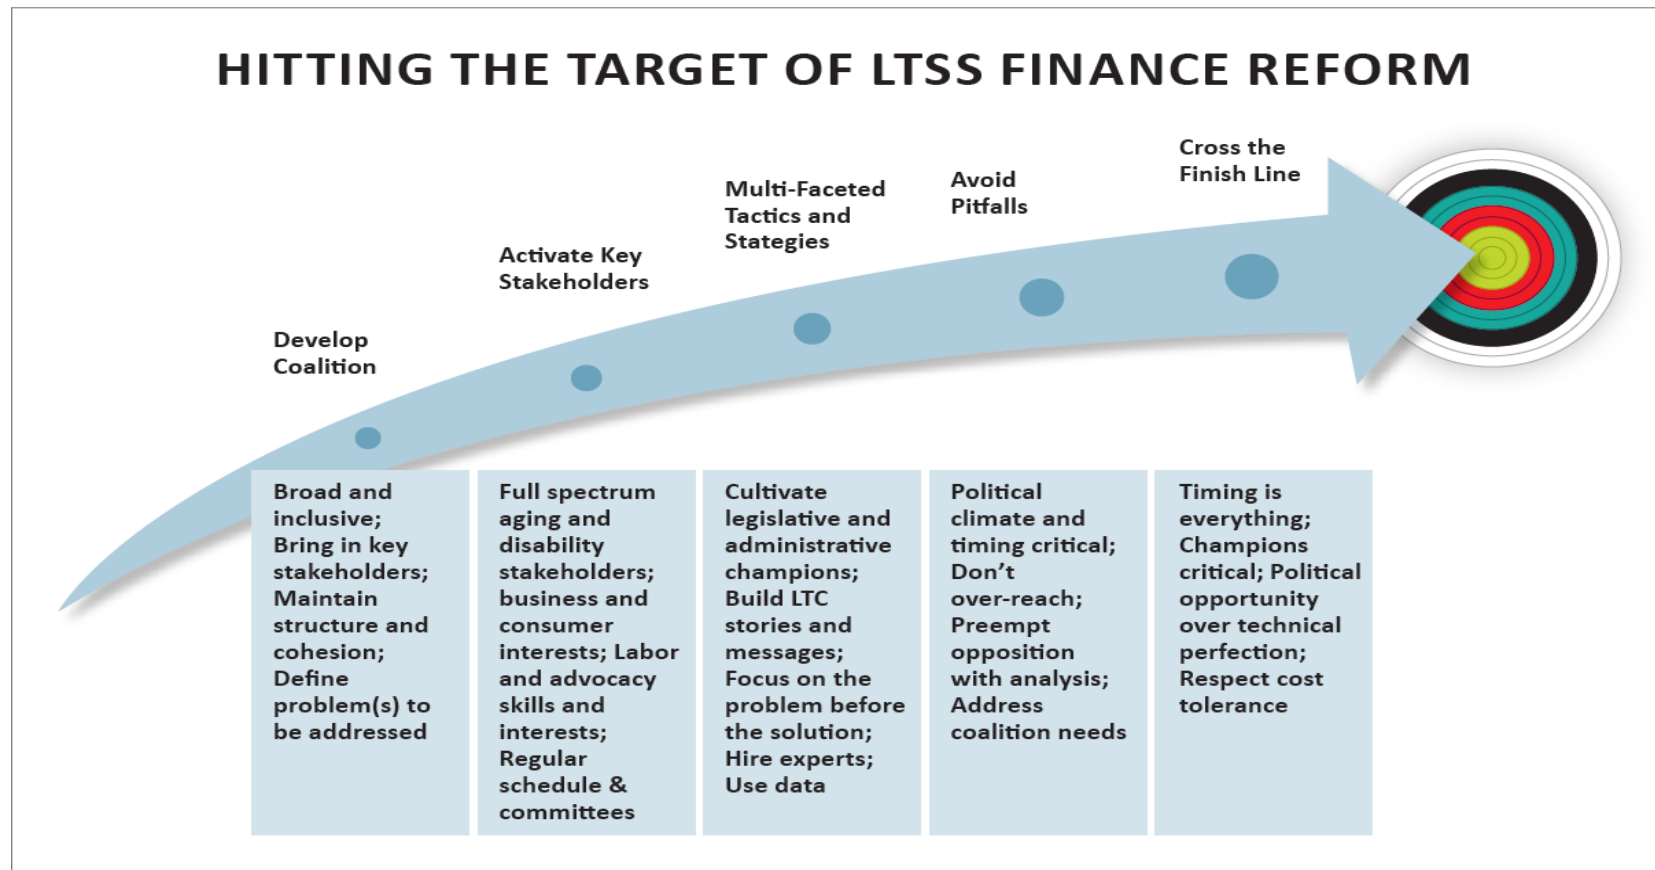 HITTING THE TARGET OF LTSS FINANCE REFORM
Develop
Coalition
Activate Key
Stakeholders
Multi-Faceted
Tactics and
Stategies
Avoid
Pitfalls
Cross the
Finish Line
Broad and
inclusive;
Bring in key
stakeholders;
Maintain
structure and
cohesion;
Define
problem(s) to
be addressed
Full spectrum
aging and
disability
stakeholders;
business and
consumer
interests; Labor
and advocacy
skills and
interests;
Regular
schedule &
committees
Cultivate
legislative and
administrative
champions;
Build LTC
stories and
messages;
Focus on the
problem before
the solution;
Hire experts;
Use data
Political
climate and
timing critical;
Don’t
over-reach;
Preempt
opposition
with analysis;
Address
coalition needs
Timing is
everything;
Champions
critical; Political
opportunity
over technical
perfection;
Respect cost
tolerance